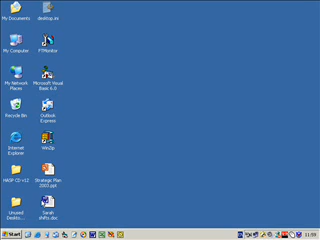 My Documents
desktop.ini
My Computer
FTMonitor
My Network
Places
Microsoft Visual
Basic 6.0
Recycle Bin
Outlook
Express
Internet
Explorer
WinZip
HASP CD v12
Strategic Plan
2003.ppt
Unused
Deskto...
Sarah
shifts.doc
Start
11:59